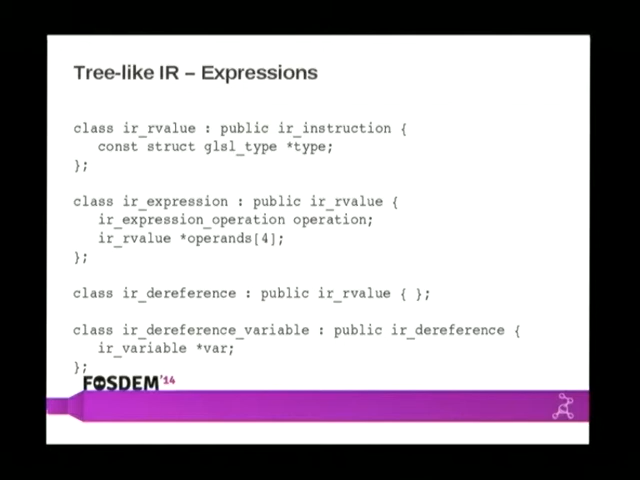 Tree-like IR – Expressions
class ir_rvalue : public ir_instruction {
const struct glsl_type *type;
};
class ir_expression : public ir_rvalue {
ir_expression_operation operation;
ir_rvalue *operands[4];
};
class ir_dereference : public ir_rvalue { };
class ir_dereference_variable : public ir_dereference {
ir_variable *var;
};
FOSDEM'14